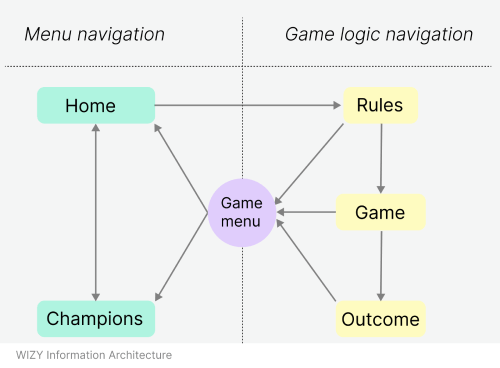 Menu navigation
Game logic navigation
Home
Rules
Game
menu
Game
Champions
Outcome
WIZY Information Architecture